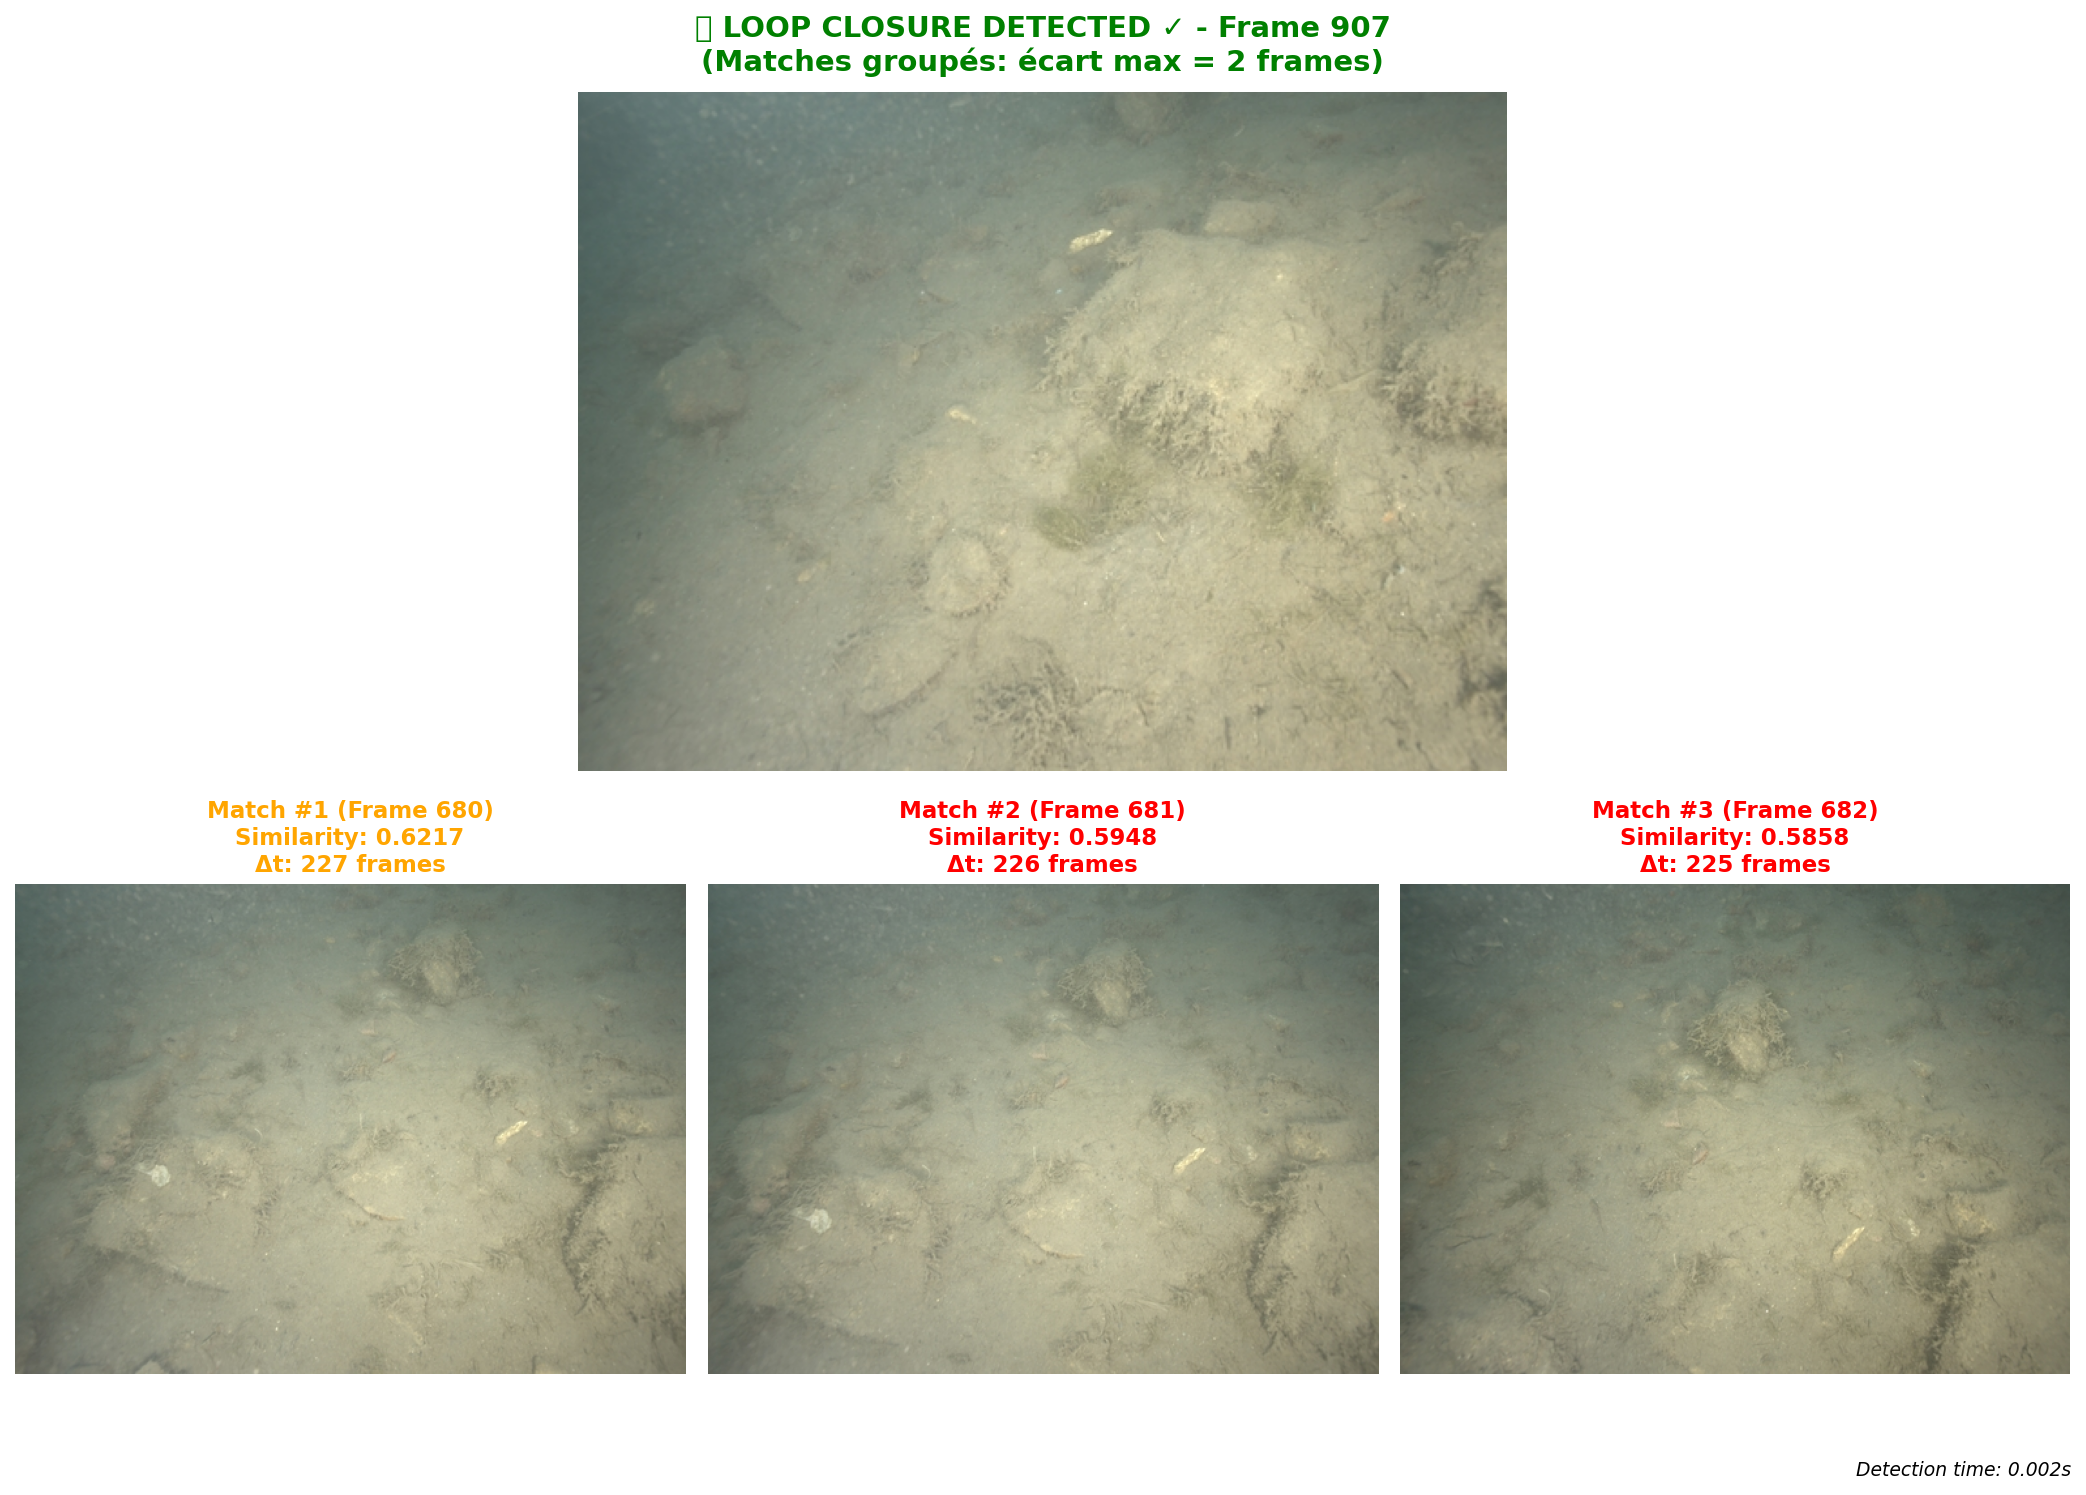 LOOP CLOSURE DETECTED ✓ - Frame 907
(Matches groupés: écart max = 2 frames)
Match #1 (Frame 680)
Similarity: 0.6217
Δt: 227 frames
Match #2 (Frame 681)
Similarity: 0.5948
Δt: 226 frames
Match #3 (Frame 682)
Similarity: 0.5858
Δt: 225 frames
Detection time: 0.002s